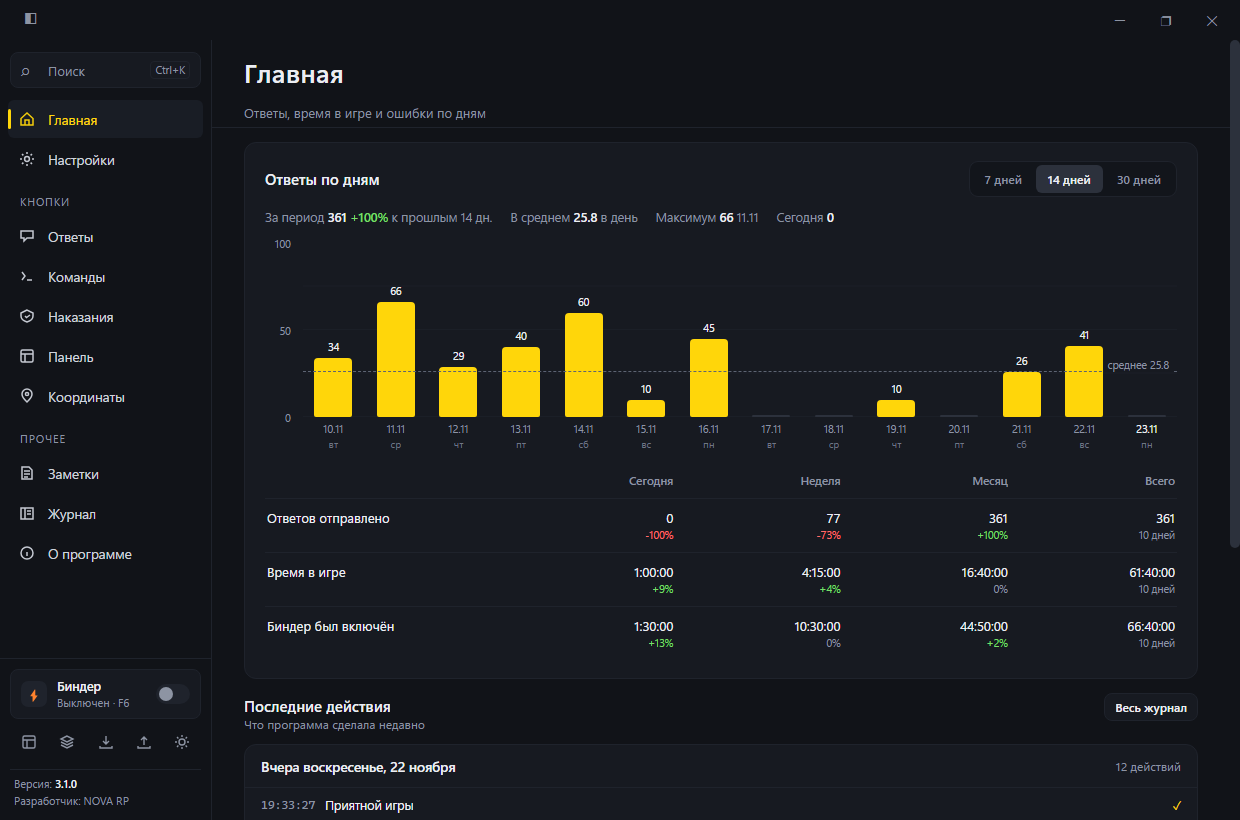 Поиск Ctrl+K
Главная
Настройки
КНОПКИ
Ответы
Команды
Наказания
Панель
Координаты
ПРОЧЕЕ
Заметки
Журнал
О программе
Биндер
Выключен · F6
Версия: 3.1.0
Разработчик: NOVA RP
Главная
Ответы, время в игре и ошибки по дням
Ответы по дням
7 дней 14 дней 30 дней
За период 361 +100% к прошлым 14 дн. В среднем 25.8 в день Максимум 66 11.11 Сегодня 0
100
50
0
34 66 29 40 60 10 45 10 26 41
среднее 25.8
10.11 11.11 12.11 13.11 14.11 15.11 16.11 17.11 18.11 19.11 20.11 21.11 22.11 23.11
вт ср чт пт сб вс пн вт ср чт пт сб вс пн
Сегодня Неделя Месяц Всего
Ответов отправлено 0 77 361 361
-100% -73% +100% 10 дней
Время в игре 1:00:00 4:15:00 16:40:00 61:40:00
+9% +4% 0% 10 дней
Биндер был включён 1:30:00 10:30:00 44:50:00 66:40:00
+13% 0% +2% 10 дней
Последние действия
Что программа сделала недавно
Весь журнал
Вчера воскресенье, 22 ноября 12 действий
19:33:27 Приятной игры